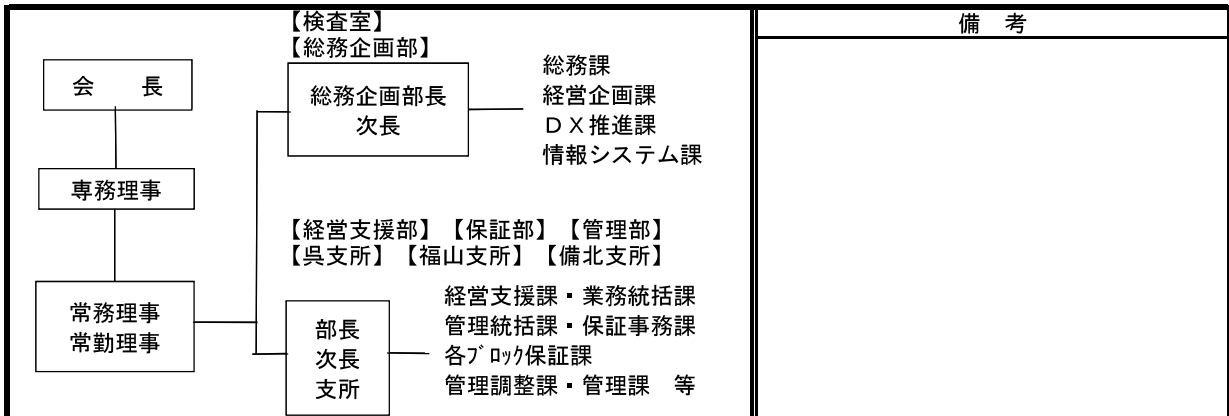 【検査室】
【総務企画部】
備　考
会　　長
総務企画部長
次長
総務課
経営企画課
ＤＸ推進課
情報システム課
専務理事
【経営支援部】【保証部】【管理部】
【呉支所】【福山支所】【備北支所】
常務理事
常勤理事
部長
次長
支所
経営支援課・業務統括課
管理統括課・保証事務課
各ﾌﾞﾛｯｸ保証課
管理調整課・管理課　等